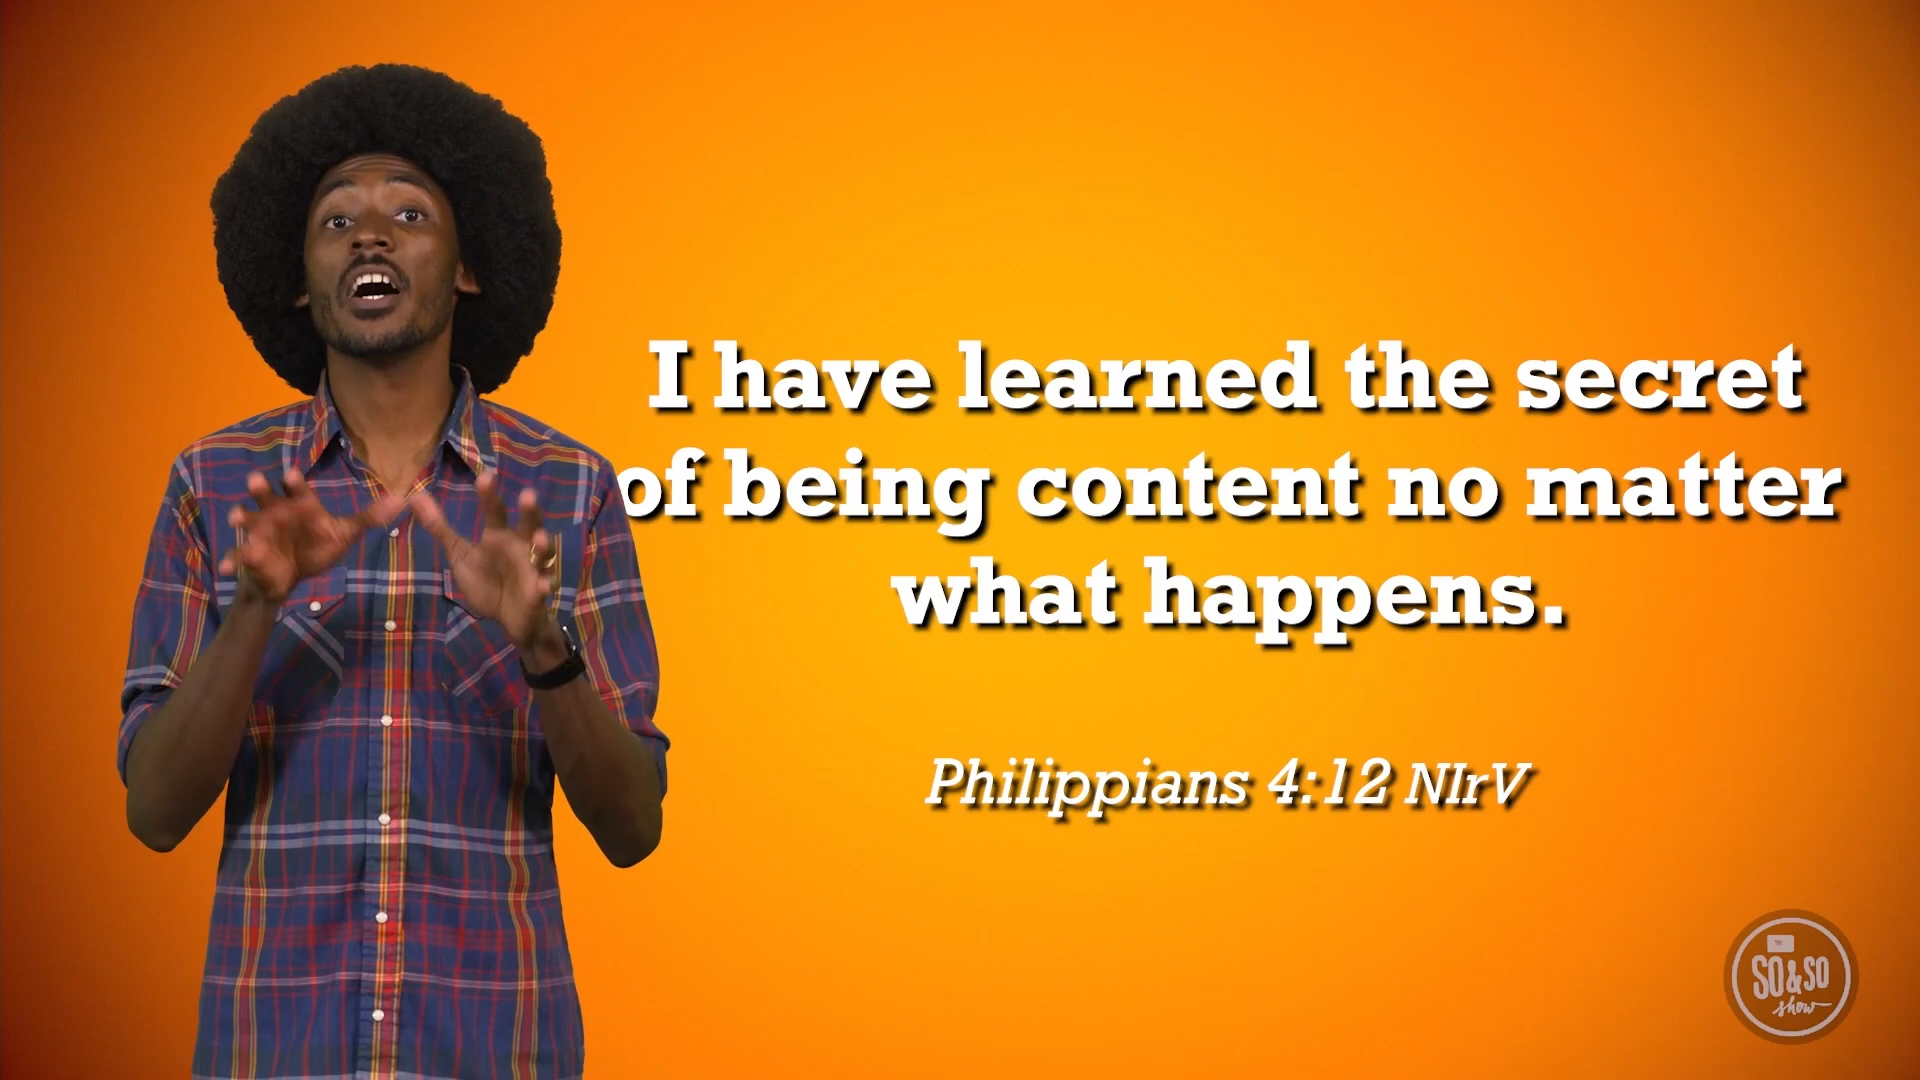 I have learned the secret
of being content no matter
what happens.
Philippians 4:12 NIrV
SO & SO
show